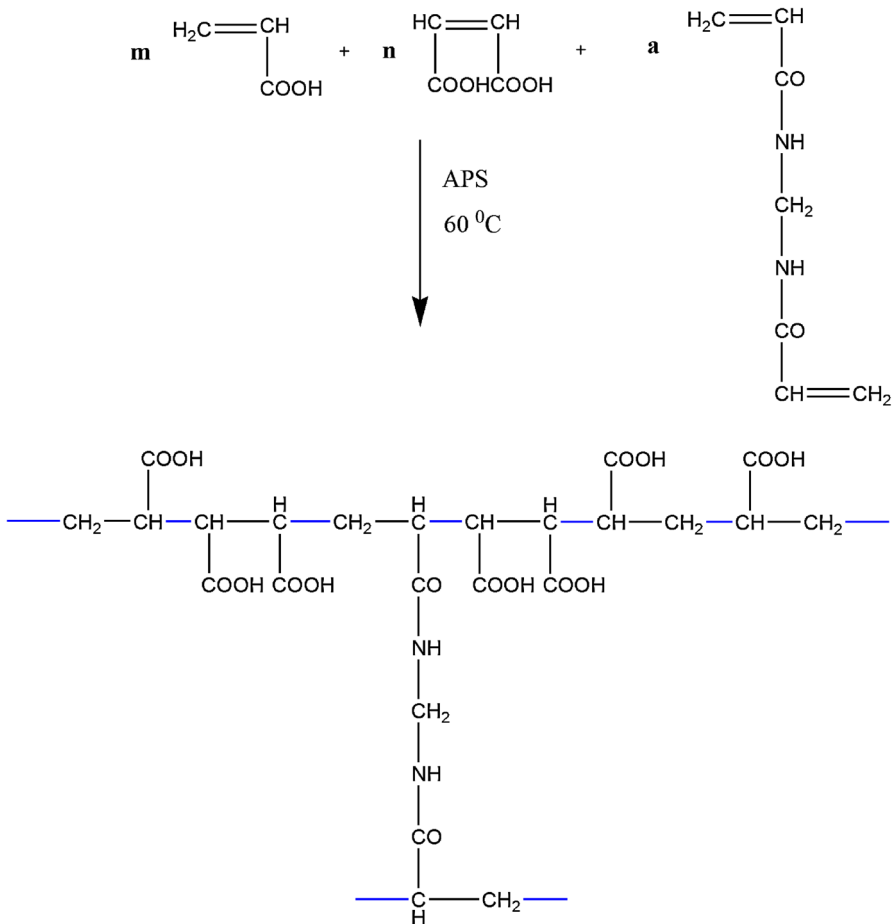 m H₂C CH + n HC CH + a H₂C CH
COOH COOHCOOH CO
NH
APS
CH₂
60 ⁰C
NH
CO
CH CH₂
COOH COOH COOH
H H H
CH₂ CH CH C CH₂ C CH C CH CH₂ CH CH₂
COOH COOH CO COOH COOH
NH
CH₂
NH
CO
C CH₂
H